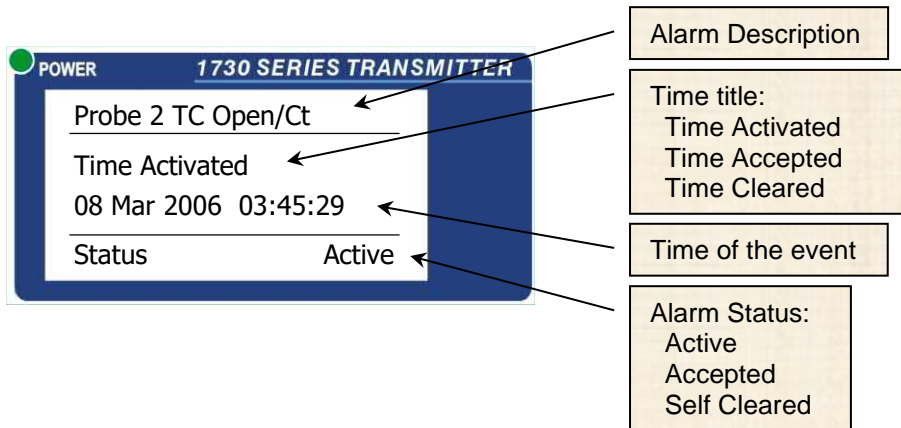 POWER 1730 SERIES TRANSMITTER
Probe 2 TC Open/Ct
Time Activated
08 Mar 2006 03:45:29
Status Active
Alarm Description
Time title:
Time Activated
Time Accepted
Time Cleared
Time of the event
Alarm Status:
Active
Accepted
Self Cleared